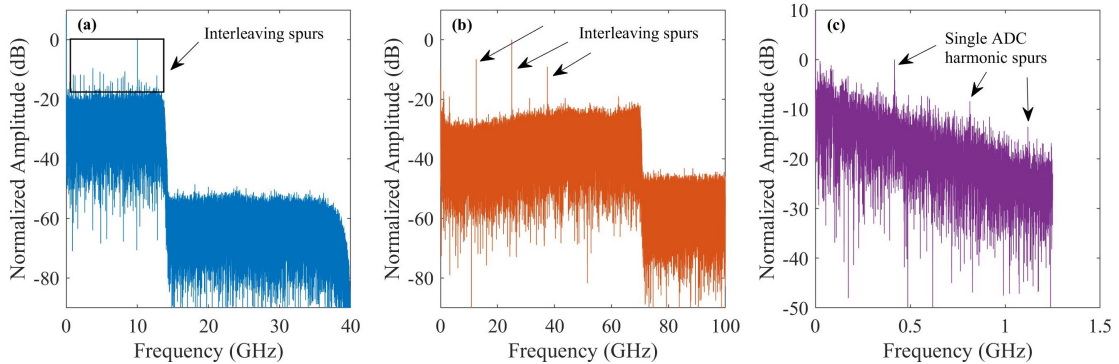 (a)
Interleaving spurs
0
-20
-40
-60
-80
Normalized Amplitude (dB)
0
20
40
Frequency (GHz)
(b)
Interleaving spurs
0
-20
-40
-60
-80
Normalized Amplitude (dB)
0
20
40
60
80
100
Frequency (GHz)
(c)
Single ADC
harmonic spurs
10
0
-10
-20
-30
-40
-50
Normalized Amplitude (dB)
0
0.5
1
1.5
Frequency (GHz)